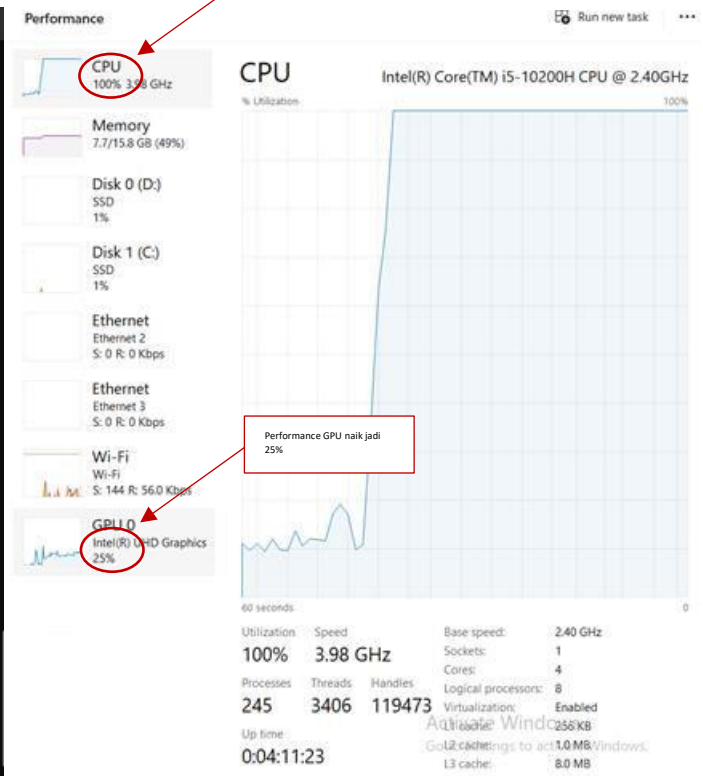 Performance
Run new task
CPU
100% 3.98 GHz
Memory
7.7/15.8 GB (49%)
Disk 0 (D:)
SSD
1%
Disk 1 (C:)
SSD
1%
Ethernet
Ethernet 2
S: 0 R: 0 Kbps
Ethernet
Ethernet 3
S: 0 R: 0 Kbps
Wi-Fi
Wi-Fi
S: 144 R: 56.0 Kbps
GPU 0
Intel(R) UHD Graphics
25%
CPU
Intel(R) Core(TM) i5-10200H CPU @ 2.40GHz
% Utilization
100%
Performance GPU naik jadi
25%
60 seconds
0
Utilization
Speed
100%
3.98 GHz
Processes
Threads
Handles
245
3406
119473
Up time
0:04:11:23
Base speed:
2.40 GHz
Sockets:
1
Cores:
4
Logical processors:
8
Virtualization:
Enabled
L1 cache:
256 KB
L2 cache:
1.0 MB
L3 cache:
8.0 MB
Activate Windows
Go to Settings to activate Windows.